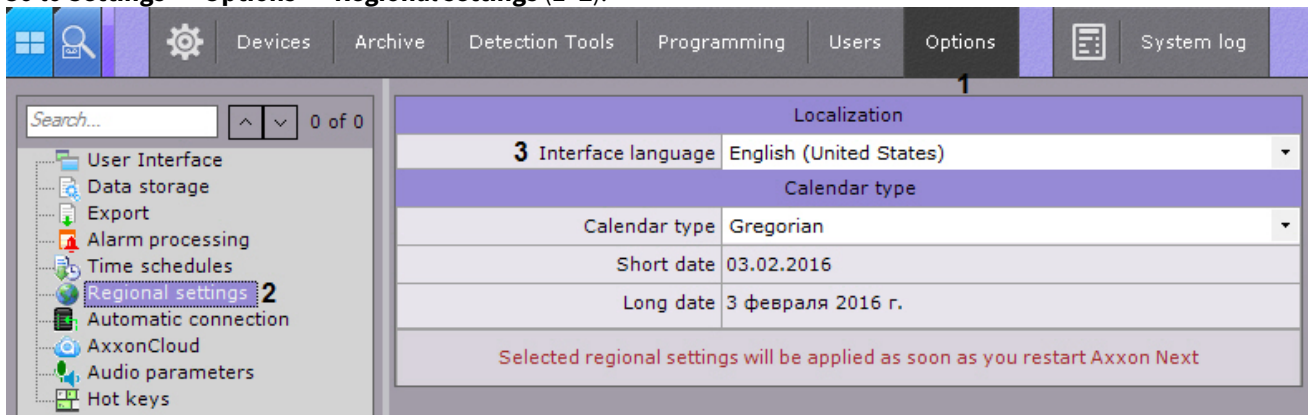 Devices Archive Detection Tools Programming Users Options System log
1
Search... 0 of 0
User Interface
Data storage
Export
Alarm processing
Time schedules
Regional settings 2
Automatic connection
AxxonCloud
Audio parameters
Hot keys
Localization
3 Interface language English (United States)
Calendar type
Calendar type Gregorian
Short date 03.02.2016
Long date 3 февраля 2016 г.
Selected regional settings will be applied as soon as you restart Axxon Next